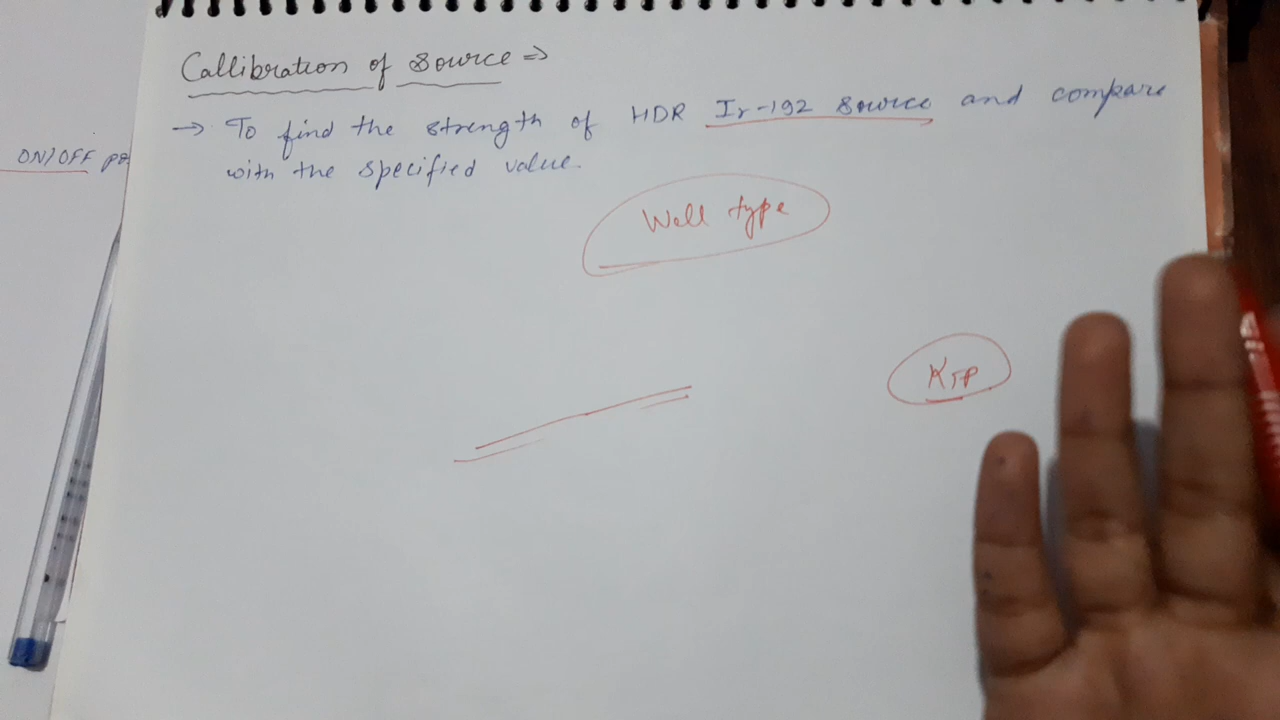 Callibration of Source ⇒
→ To find the strength of HDR Ir-192 source and compare
with the specified value.
ON/OFF
Well type
KTP